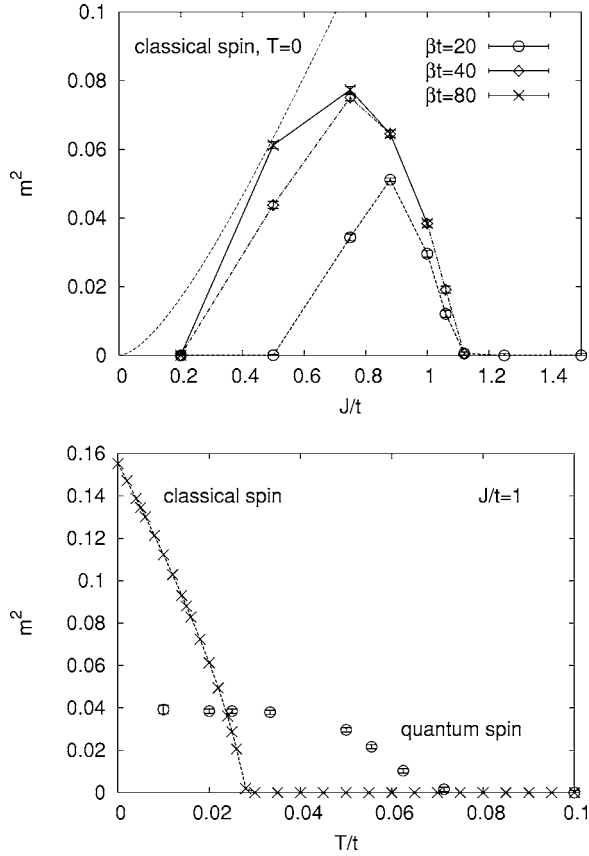 0.1
classical spin, T=0
βt=20
βt=40
βt=80
0.08
0.06
m²
0.04
0.02
0
0 0.2 0.4 0.6 0.8 1 1.2 1.4
J/t
0.16
classical spin
J/t=1
0.14
0.12
0.1
m²
0.08
0.06
0.04
quantum spin
0.02
0
0 0.02 0.04 0.06 0.08 0.1
T/t